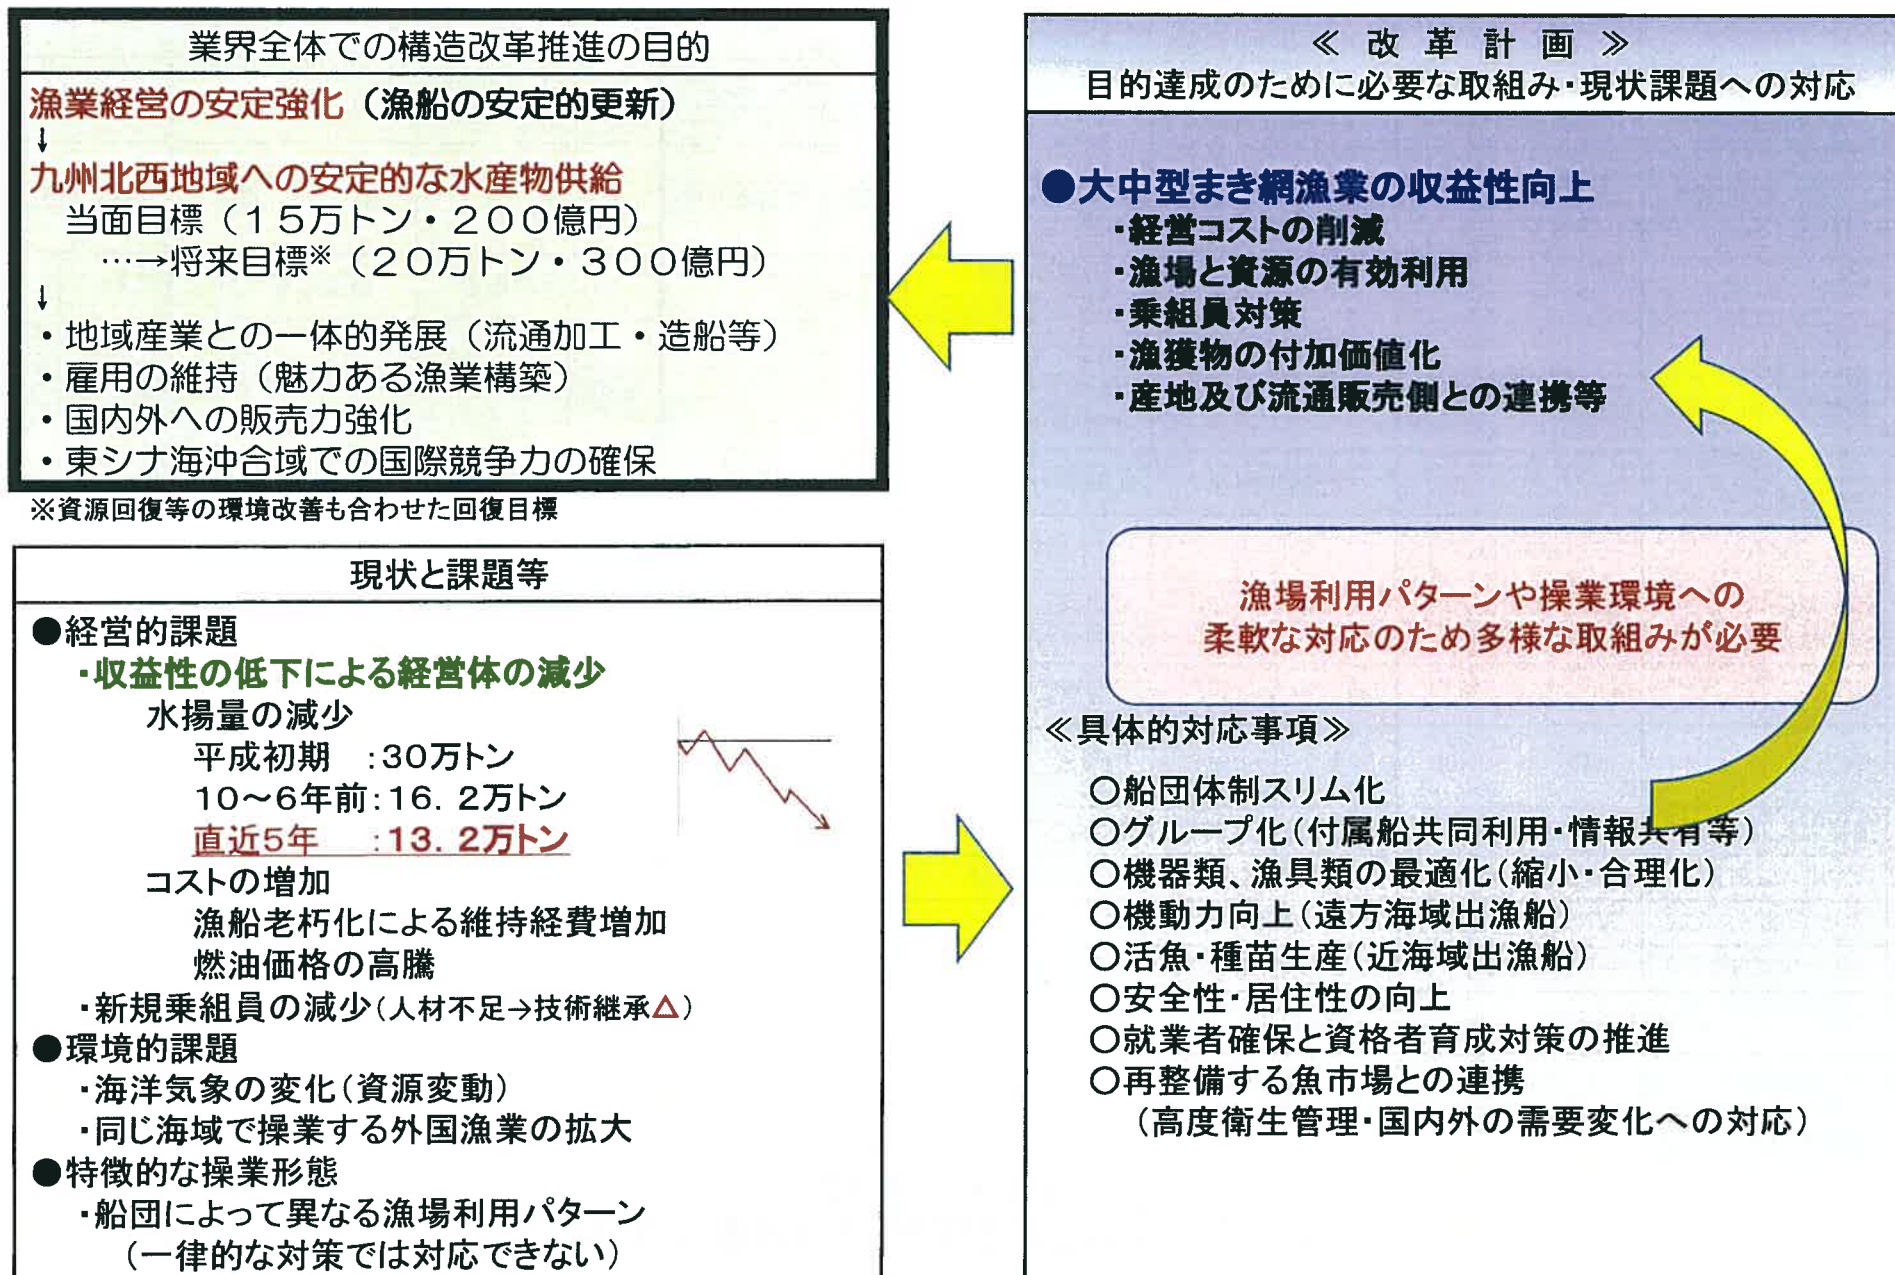 業界全体での構造改革推進の目的
漁業経営の安定強化（漁船の安定的更新）
↓
九州北西地域への安定的な水産物供給
当面目標（１５万トン・２００億円）
…→将来目標※（２０万トン・３００億円）
↓
・地域産業との一体的発展（流通加工・造船等）
・雇用の維持（魅力ある漁業構築）
・国内外への販売力強化
・東シナ海沖合域での国際競争力の確保
※資源回復等の環境改善も合わせた回復目標
現状と課題等
●経営的課題
・収益性の低下による経営体の減少
水揚量の減少
平成初期　：30万トン
10～6年前：16．2万トン
直近5年　：13．2万トン
コストの増加
漁船老朽化による維持経費増加
燃油価格の高騰
・新規乗組員の減少（人材不足→技術継承△）
●環境的課題
・海洋気象の変化（資源変動）
・同じ海域で操業する外国漁業の拡大
●特徴的な操業形態
・船団によって異なる漁場利用パターン
（一律的な対策では対応できない）
≪ 改 革 計 画 ≫
目的達成のために必要な取組み・現状課題への対応
●大中型まき網漁業の収益性向上
・経営コストの削減
・漁場と資源の有効利用
・乗組員対策
・漁獲物の付加価値化
・産地及び流通販売側との連携等
漁場利用パターンや操業環境への
柔軟な対応のため多様な取組みが必要
≪具体的対応事項≫
○船団体制スリム化
○グループ化（付属船共同利用・情報共有等）
○機器類、漁具類の最適化（縮小・合理化）
○機動力向上（遠方海域出漁船）
○活魚・種苗生産（近海域出漁船）
○安全性・居住性の向上
○就業者確保と資格者育成対策の推進
○再整備する魚市場との連携
（高度衛生管理・国内外の需要変化への対応）